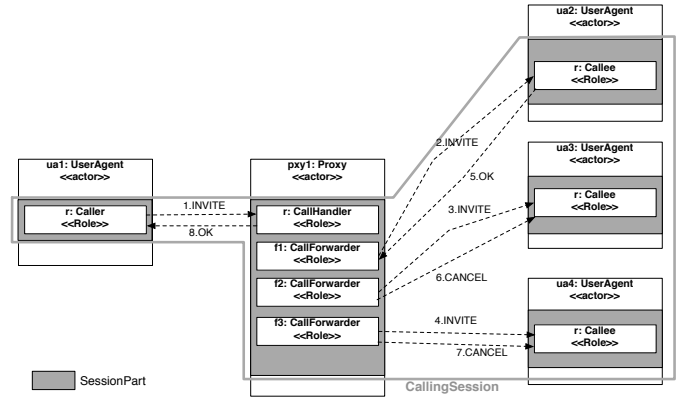 ua2: UserAgent
<<actor>>
r: Callee
<<Role>>
2.INVITE
5.OK
ua1: UserAgent
<<actor>>
r: Caller
<<Role>>
1.INVITE
8.OK
pxy1: Proxy
<<actor>>
r: CallHandler
<<Role>>
f1: CallForwarder
<<Role>>
f2: CallForwarder
<<Role>>
f3: CallForwarder
<<Role>>
ua3: UserAgent
<<actor>>
r: Callee
<<Role>>
3.INVITE
6.CANCEL
ua4: UserAgent
<<actor>>
r: Callee
<<Role>>
4.INVITE
7.CANCEL
SessionPart
CallingSession